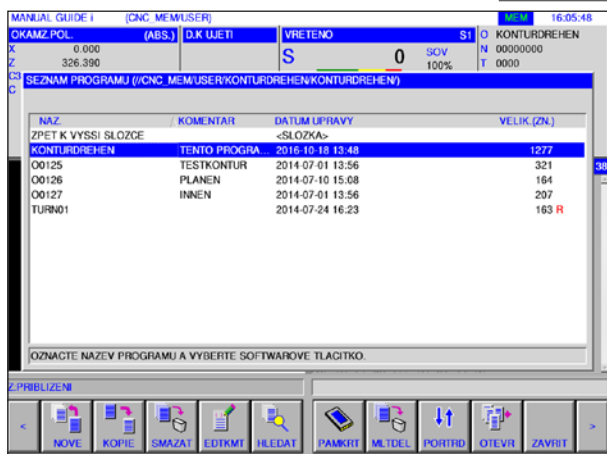 MANUAL GUIDE i (CNC_MEM/USER) MEM 16:05:48
OKAMZ.POL. (ABS.) D.K UJETI VRETENO S1 O KONTURDREHEN
X 0.000 S 0 SOV 100% N 00000000
Z 326.390 T 0000
C3
C
SEZNAM PROGRAMU (//CNC_MEM/USER/KONTURDREHEN/KONTURDREHEN/)
NAZ. KOMENTAR DATUM UPRAVY VELIK.(ZN.)
ZPET K VYSSI SLOZCE <SLOZKA>
KONTURDREHEN TENTO PROGRA... 2016-10-18 13:48 1277
O0125 TESTKONTUR 2014-07-01 13:56 321
O0126 PLANEN 2014-07-10 15:08 164
O0127 INNEN 2014-07-01 13:56 207
TURN01 2014-07-24 16:23 163 R
38
OZNACTE NAZEV PROGRAMU A VYBERTE SOFTWAROVE TLACITKO.
Z.PRIBLIZENI
< NOVE KOPIE SMAZAT EDTKMT HLEDAT PAMKRT MLTDEL PORTRD OTEVR ZAVRIT >